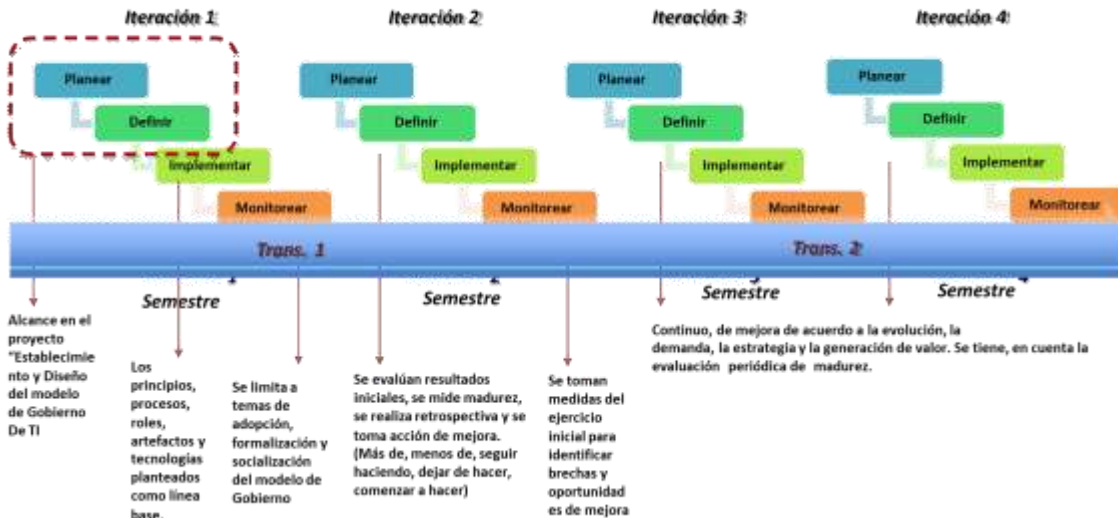 Iteración 1
Iteración 2
Iteración 3
Iteración 4
Planear
Definir
Implementar
Monitorear
Planear
Definir
Implementar
Monitorear
Planear
Definir
Implementar
Monitorear
Planear
Definir
Implementar
Monitorear
Trans. 1
Trans. 2
Semestre
Semestre
Semestre
Semestre
Alcance en el
proyecto
"Establecimie
nto y Diseño
del modelo
de Gobierno
De TI
Los
principios,
procesos,
roles,
artefactos y
tecnologías
planteados
como línea
base.
Se limita a
temas de
adopción,
formalización y
socialización
del modelo de
Gobierno
Se evalúan resultados
iniciales, se mide madurez,
se realiza retrospectiva y se
toma acción de mejora.
(Más de, menos de, seguir
haciendo, dejar de hacer,
comenzar a hacer)
Se toman
medidas del
ejercicio
inicial para
identificar
brechas y
oportunidad
es de mejora
Continuo, de mejora de acuerdo a la evolución, la
demanda, la estrategia y la generación de valor. Se tiene, en cuenta la
evaluación periódica de madurez.